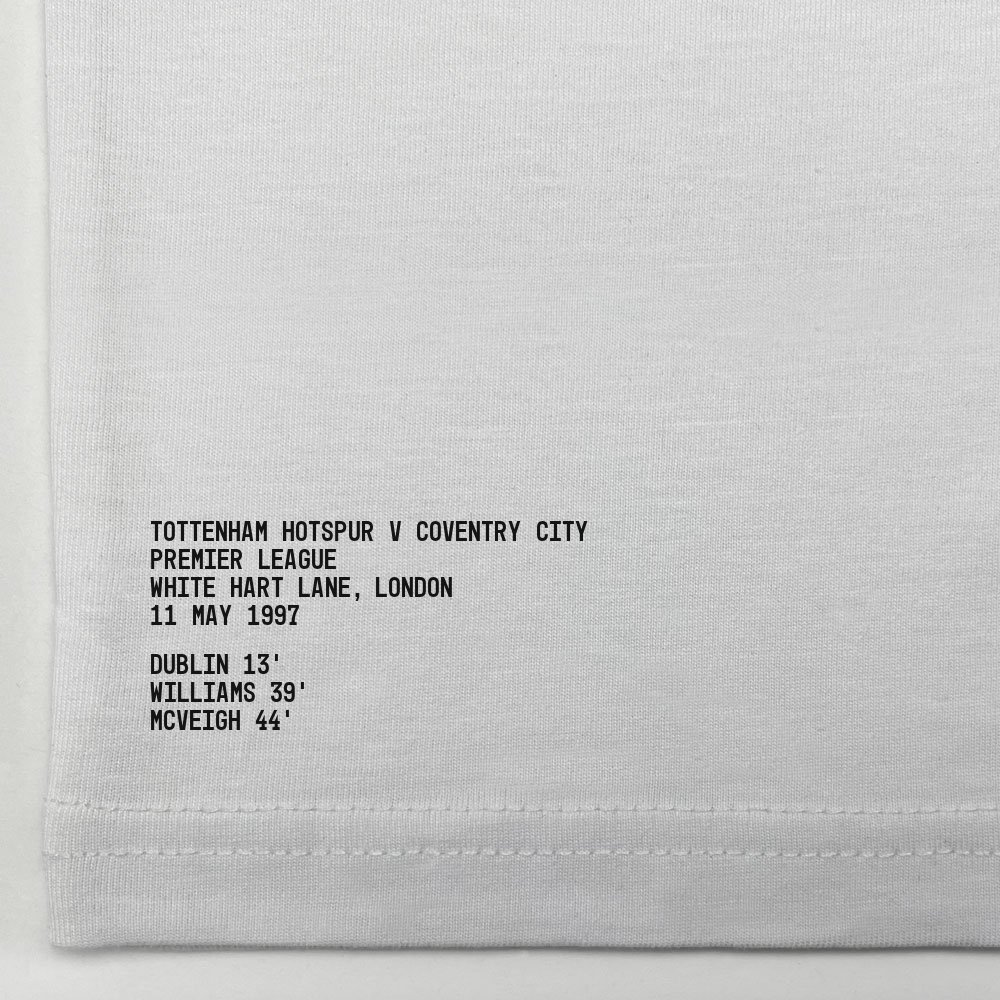 TOTTENHAM HOTSPUR V COVENTRY CITY
PREMIER LEAGUE
WHITE HART LANE, LONDON
11 MAY 1997
DUBLIN 13'
WILLIAMS 39'
MCVEIGH 44'